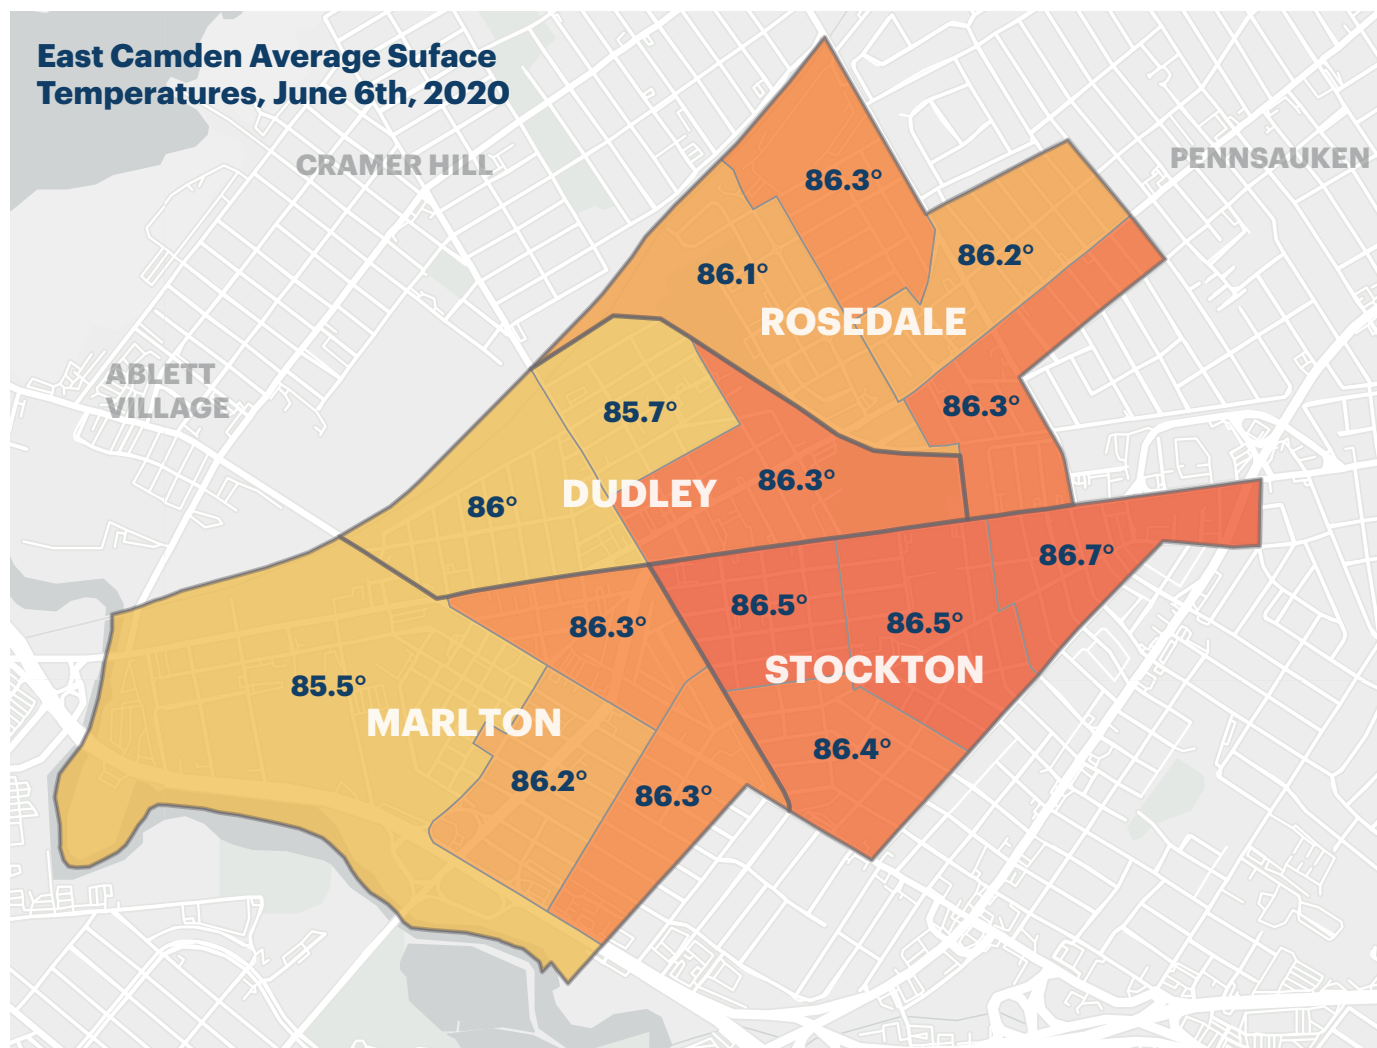 East Camden Average Suface
Temperatures, June 6th, 2020
CRAMER HILL
PENNSAUKEN
86.3°
86.2°
86.1°
ROSEDALE
ABLETT
VILLAGE
85.7°
86.3°
86.3°
DUDLEY
86°
86.7°
86.5°
86.5°
86.3°
STOCKTON
85.5°
MARLTON
86.4°
86.2°
86.3°